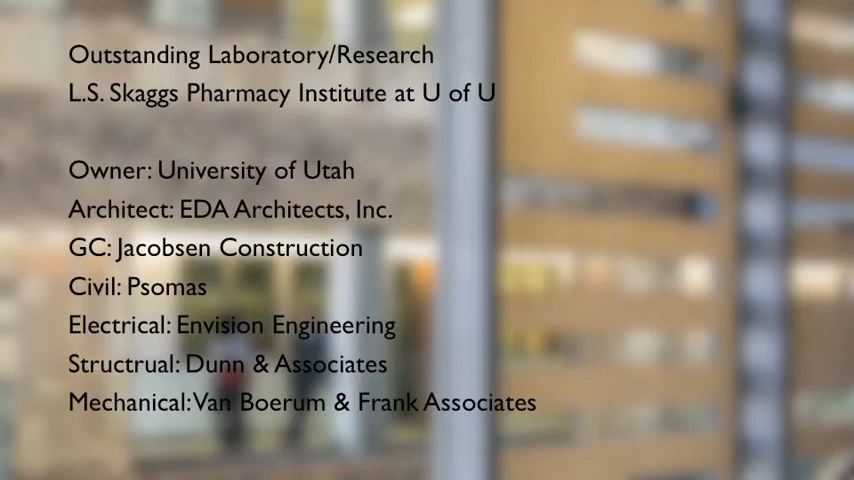 Outstanding Laboratory/Research
L.S. Skaggs Pharmacy Institute at U of U
Owner: University of Utah
Architect: EDA Architects, Inc.
GC: Jacobsen Construction
Civil: Psomas
Electrical: Envision Engineering
Structrual: Dunn & Associates
Mechanical: Van Boerum & Frank Associates